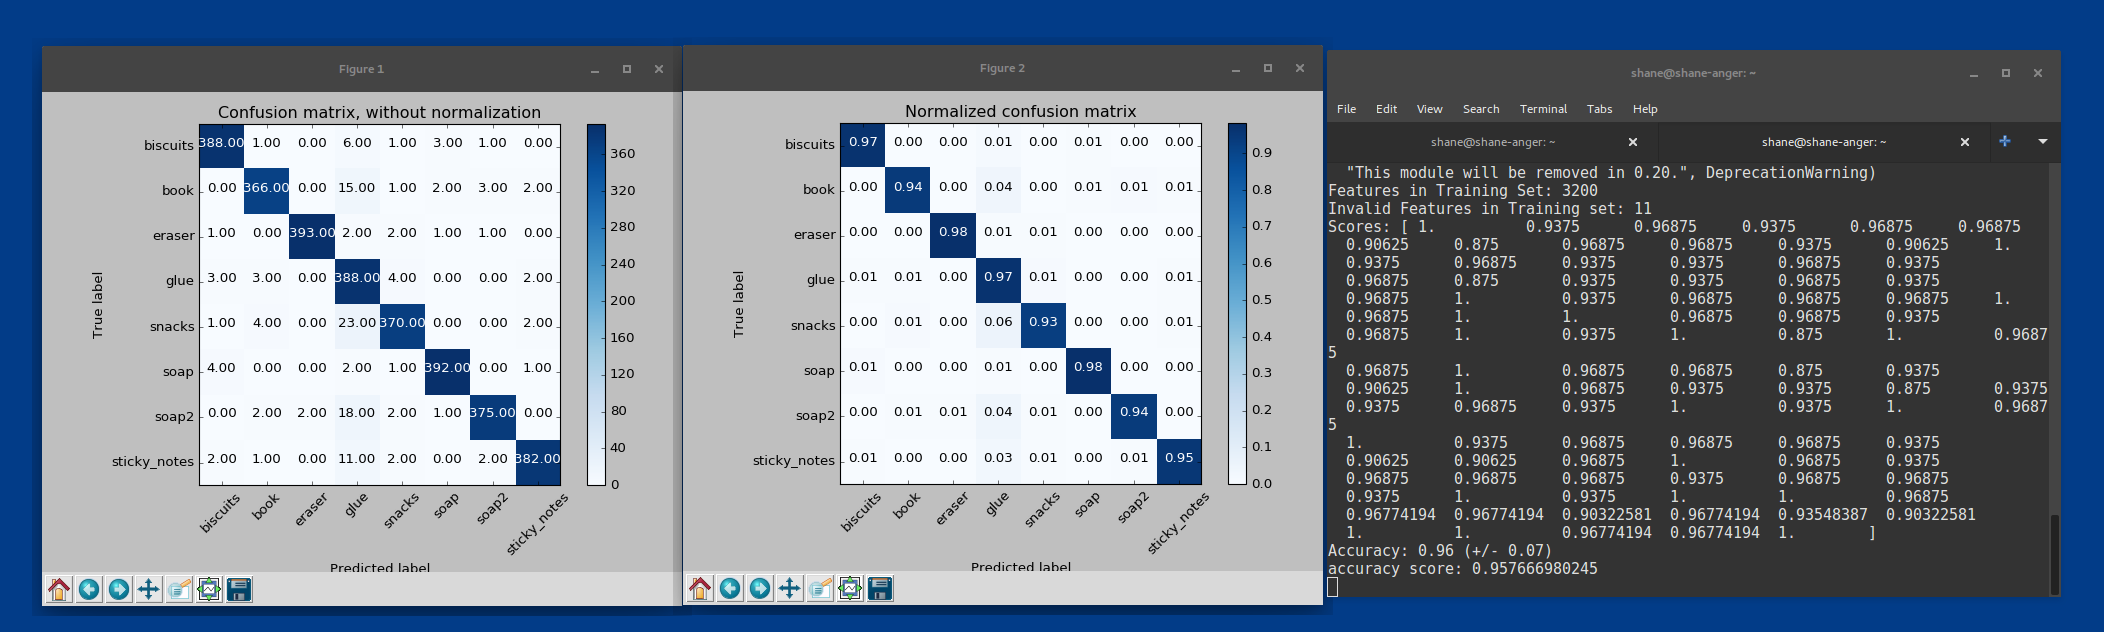 Figure 1
Confusion matrix, without normalization
biscuits 388.00 1.00 0.00 6.00 1.00 3.00 1.00 0.00
book 0.00 366.00 0.00 15.00 1.00 2.00 3.00 2.00
eraser 1.00 0.00 393.00 2.00 2.00 1.00 1.00 0.00
glue 3.00 3.00 0.00 388.00 4.00 0.00 0.00 2.00
snacks 1.00 4.00 0.00 23.00 370.00 0.00 0.00 2.00
soap 4.00 0.00 0.00 2.00 1.00 392.00 0.00 1.00
soap2 0.00 2.00 2.00 18.00 2.00 1.00 375.00 0.00
sticky_notes 2.00 1.00 0.00 11.00 2.00 0.00 2.00 382.00
True label
biscuits book eraser glue snacks soap soap2 sticky_notes
Predicted label
360
320
280
240
200
160
120
80
40
0
Figure 2
Normalized confusion matrix
biscuits 0.97 0.00 0.00 0.01 0.00 0.01 0.00 0.00
book 0.00 0.94 0.00 0.04 0.00 0.01 0.01 0.01
eraser 0.00 0.00 0.98 0.01 0.01 0.00 0.00 0.00
glue 0.01 0.01 0.00 0.97 0.01 0.00 0.00 0.01
snacks 0.00 0.01 0.00 0.06 0.93 0.00 0.00 0.01
soap 0.01 0.00 0.00 0.01 0.00 0.98 0.00 0.00
soap2 0.00 0.01 0.01 0.04 0.01 0.00 0.94 0.00
sticky_notes 0.01 0.00 0.00 0.03 0.01 0.00 0.01 0.95
True label
biscuits book eraser glue snacks soap soap2 sticky_notes
Predicted label
0.9
0.8
0.7
0.6
0.5
0.4
0.3
0.2
0.1
0.0
shane@shane-anger: ~
File Edit View Search Terminal Tabs Help
shane@shane-anger: ~ shane@shane-anger: ~
"This module will be removed in 0.20.", DeprecationWarning)
Features in Training Set: 3200
Invalid Features in Training set: 11
Scores: [ 1. 0.9375 0.96875 0.9375 0.96875 0.96875
0.90625 0.875 0.96875 0.96875 0.9375 0.90625 1.
0.9375 0.96875 0.9375 0.9375 0.96875 0.9375
0.96875 0.875 0.9375 0.9375 0.96875 0.9375
0.96875 1. 0.9375 0.96875 0.96875 0.96875 1.
0.96875 1. 1. 0.96875 0.96875 0.9375
0.96875 1. 0.9375 1. 0.875 1. 0.9687
5
0.96875 1. 0.96875 0.96875 0.875 0.9375
0.90625 1. 0.96875 0.9375 0.9375 0.875 0.9375
0.9375 0.96875 0.9375 1. 0.9375 1. 0.9687
5
1. 0.9375 0.96875 0.96875 0.96875 0.9375
0.90625 0.90625 0.96875 1. 0.96875 0.9375
0.96875 0.96875 0.96875 0.9375 0.96875 0.96875
0.9375 1. 0.9375 1. 1. 0.96875
0.96774194 0.96774194 0.90322581 0.96774194 0.93548387 0.90322581
1. 1. 0.96774194 0.96774194 1. ]
Accuracy: 0.96 (+/- 0.07)
accuracy score: 0.957666980245